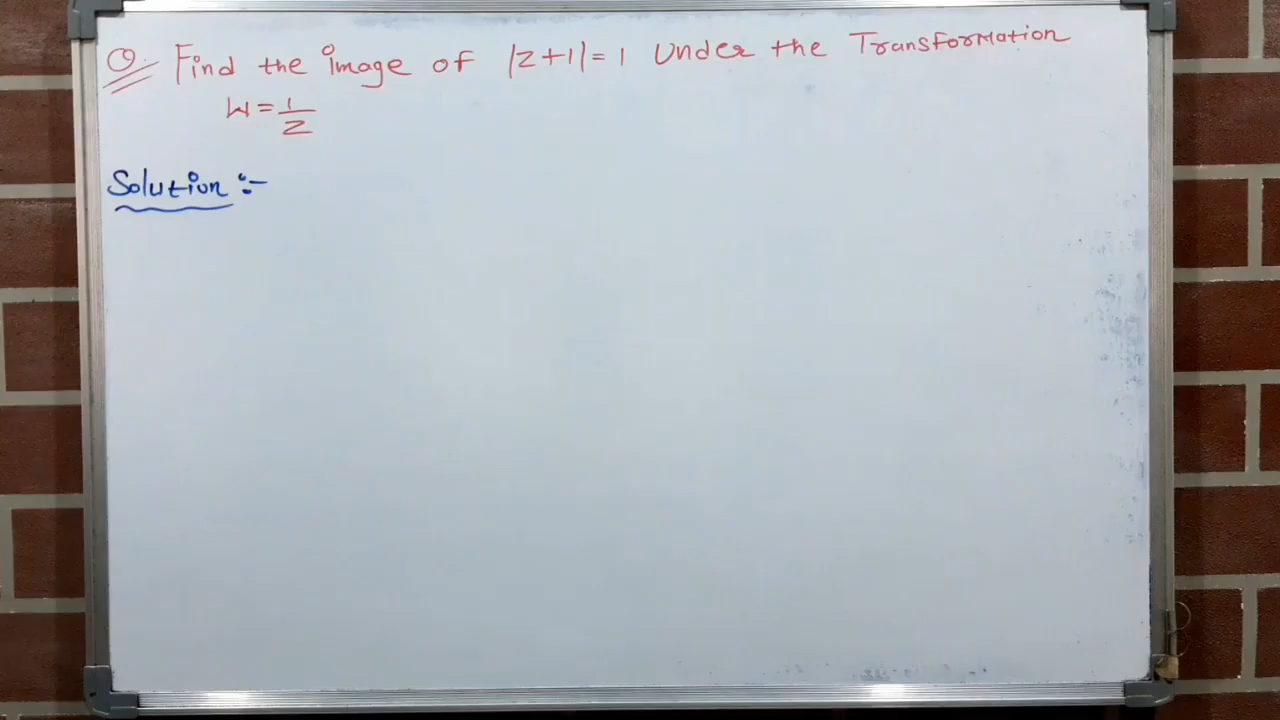 Q. Find the image of |z+1|=1 Under the Transformation
W=1/z
Solution :-